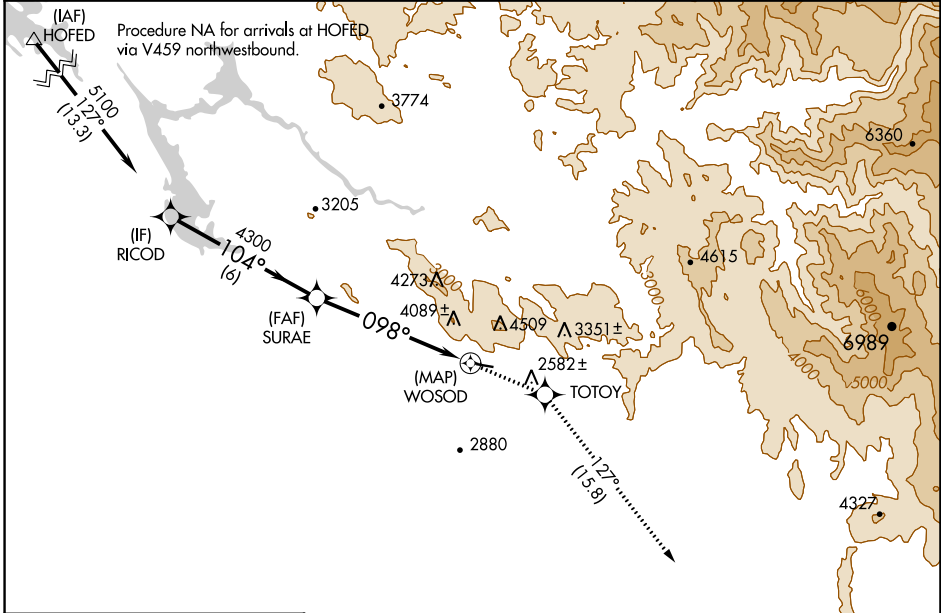 (IAF)
HOFED
Procedure NA for arrivals at HOFED
via V459 northwestbound.
5100
127°
(13.3)
3774
6360
3205
(IF)
RICOD
4300
104°
(6)
4615
3000
3000
4273
4089±
4509
3351±
6000
6989
(FAF)
SURAE
098°
4000
5000
2582±
(MAP)
WOSOD
TOTOY
2880
127°
(15.8)
4327